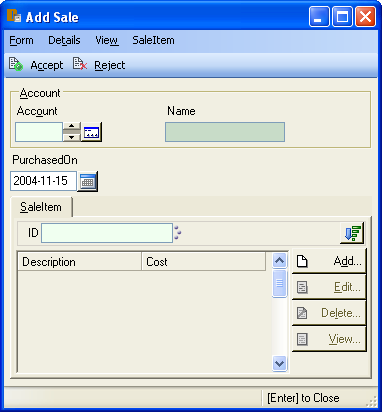 Add Sale
Form Details View SaleItem
Accept Reject
Account
Account Name
PurchasedOn
2004-11-15
SaleItem
ID
Description Cost
Add...
Edit...
Delete...
View...
[Enter] to Close